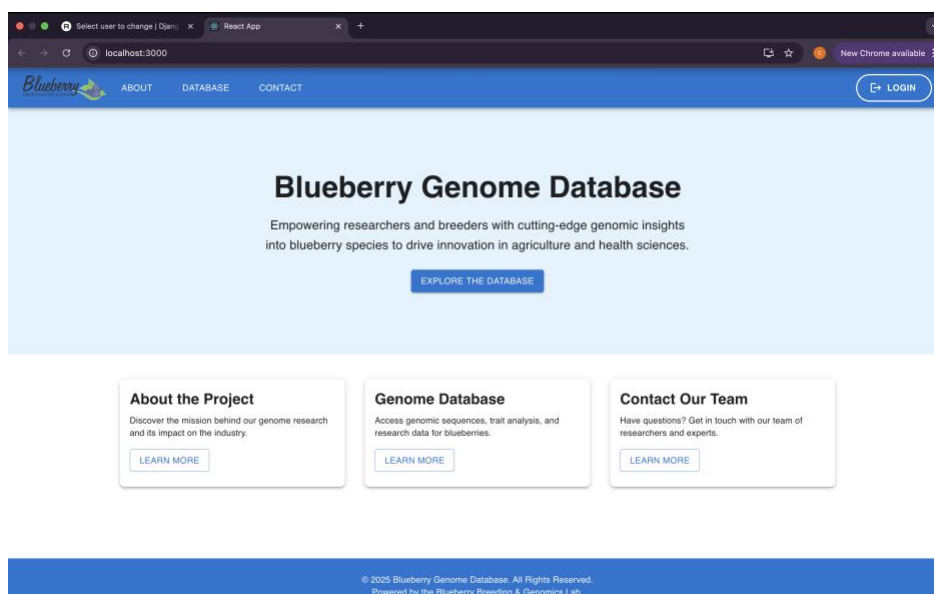 Select user to change | Djang
React App
localhost:3000
New Chrome available
Blueberry
ABOUT
DATABASE
CONTACT
LOGIN
Blueberry Genome Database
Empowering researchers and breeders with cutting-edge genomic insights
into blueberry species to drive innovation in agriculture and health sciences.
EXPLORE THE DATABASE
About the Project
Discover the mission behind our genome research
and its impact on the industry.
LEARN MORE
Genome Database
Access genomic sequences, trait analysis, and
research data for blueberries.
LEARN MORE
Contact Our Team
Have questions? Get in touch with our team of
researchers and experts.
LEARN MORE
© 2025 Blueberry Genome Database. All Rights Reserved.
Powered by the Blueberry Breeding & Genomics Lab